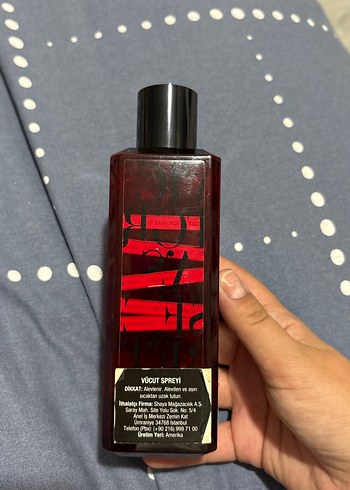 VÜCUT SPREYİ
DİKKAT: Alevlenir. Alevden ve aşırı
sıcaktan uzak tutun.
İthalatçı Firma: Shaya Mağazacılık A.Ş.
Saray Mah. Site Yolu Sok. No: 5/4
Anel İş Merkezi Zemin Kat
Ümraniye 34768 İstanbul
Telefon (Pbx): (+90 216) 999 71 00
Üretim Yeri: Amerika